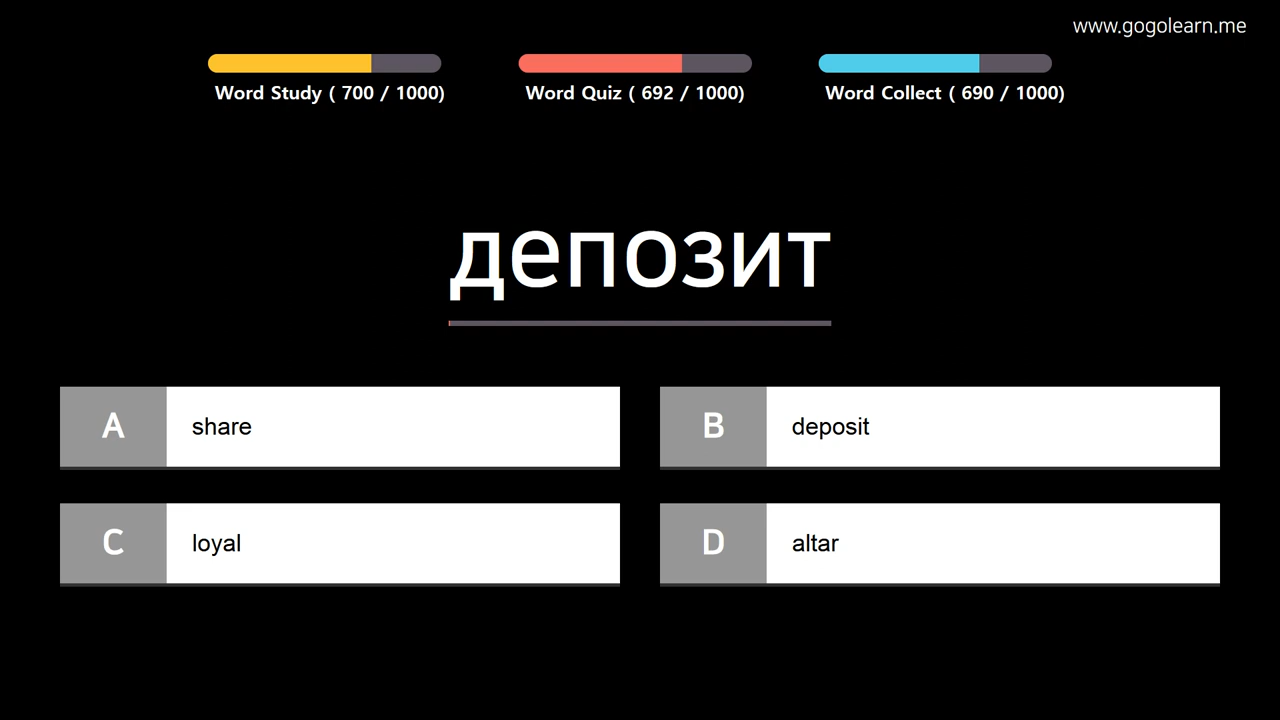 www.gogolearn.me
Word Study ( 700 / 1000)
Word Quiz ( 692 / 1000)
Word Collect ( 690 / 1000)
депозит
A share
B deposit
C loyal
D altar